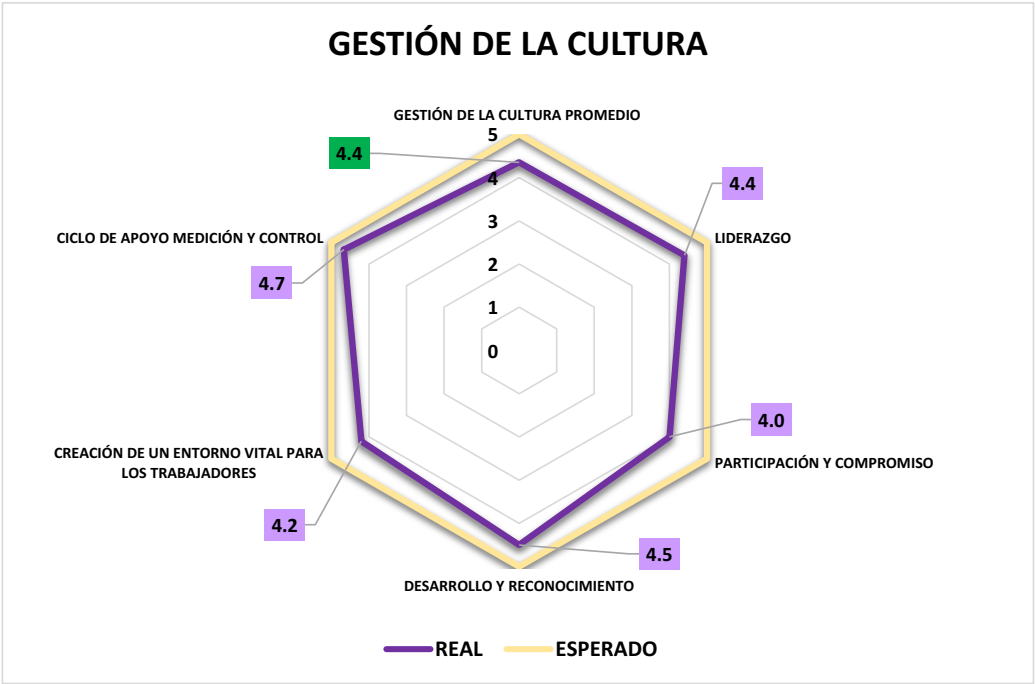 GESTIÓN DE LA CULTURA
GESTIÓN DE LA CULTURA PROMEDIO
5
4.4
4
4.4
3
CICLO DE APOYO MEDICIÓN Y CONTROL
LIDERAZGO
4.7
2
1
0
4.0
CREACIÓN DE UN ENTORNO VITAL PARA
LOS TRABAJADORES
PARTICIPACIÓN Y COMPROMISO
4.2
4.5
DESARROLLO Y RECONOCIMIENTO
REAL
ESPERADO